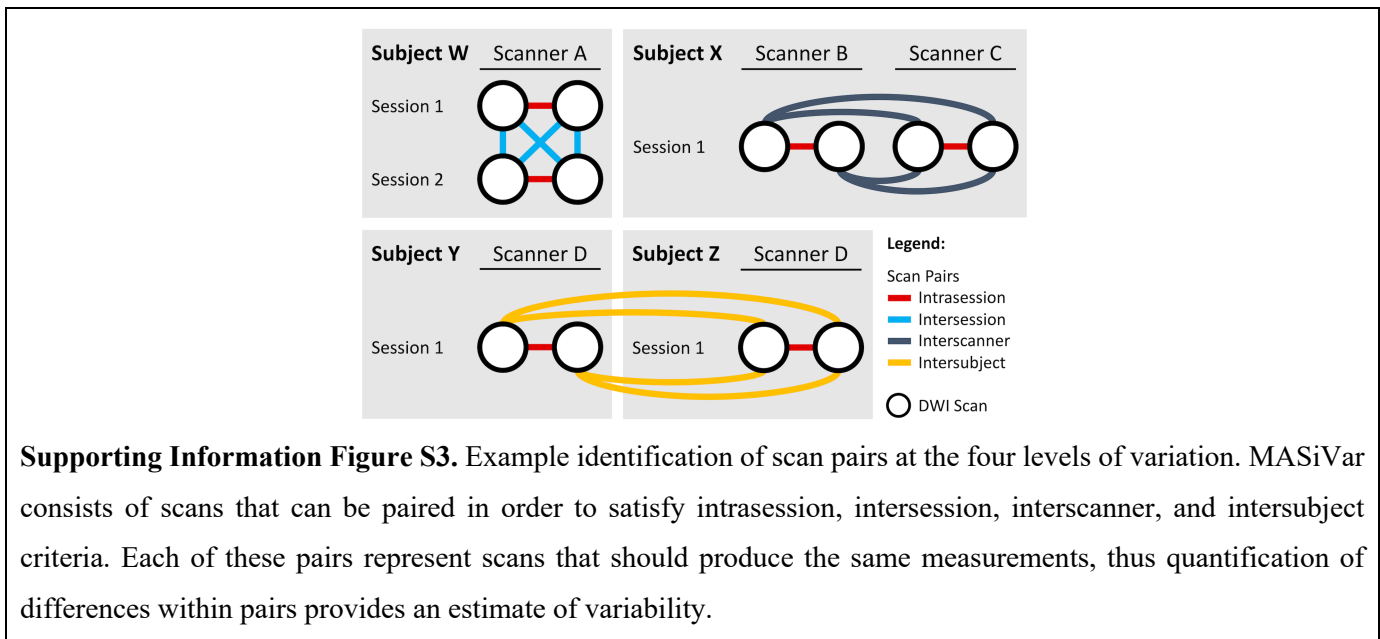 Subject W Scanner A
Session 1
Session 2
Subject X Scanner B Scanner C
Session 1
Subject Y Scanner D
Session 1
Subject Z Scanner D
Session 1
Legend:
Scan Pairs
Intrasession
Intersession
Interscanner
Intersubject
DWI Scan
Supporting Information Figure S3. Example identification of scan pairs at the four levels of variation. MASiVar
consists of scans that can be paired in order to satisfy intrasession, intersession, interscanner, and intersubject
criteria. Each of these pairs represent scans that should produce the same measurements, thus quantification of
differences within pairs provides an estimate of variability.